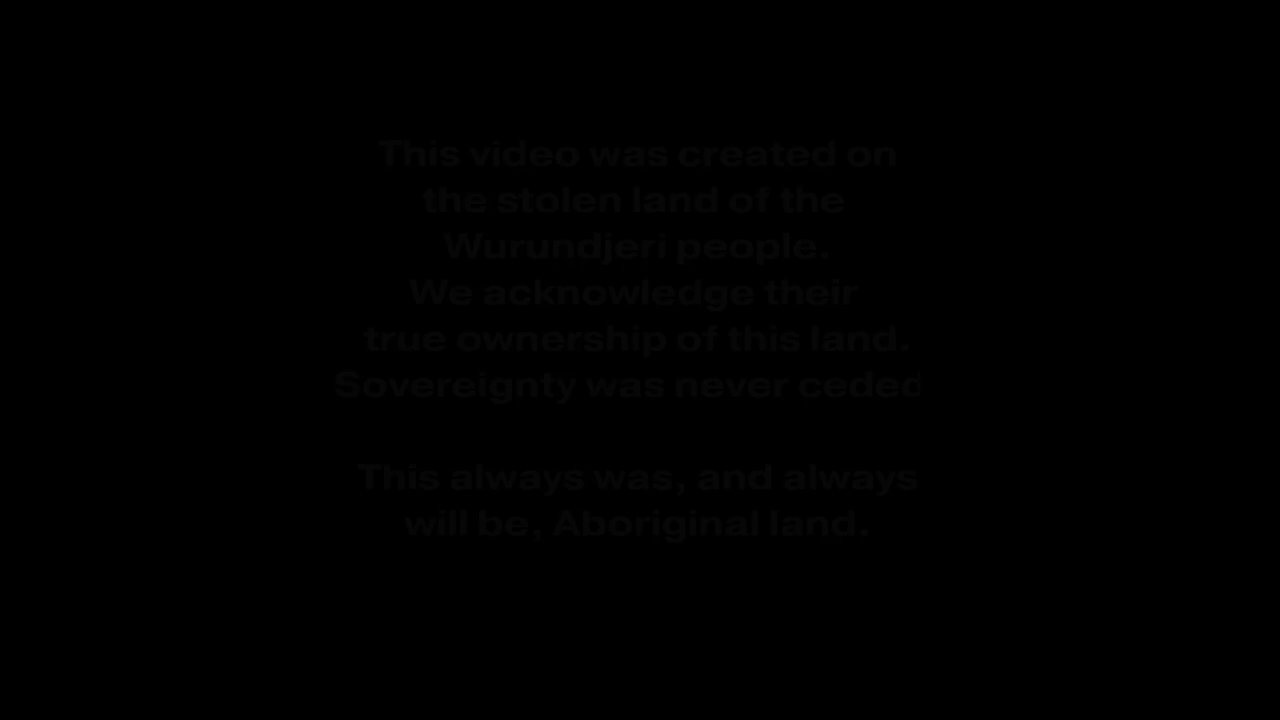 This video was created on
the stolen land of the
Wurundjeri people.
We acknowledge their
true ownership of this land.
Sovereignty was never ceded
This always was, and always
will be, Aboriginal land.